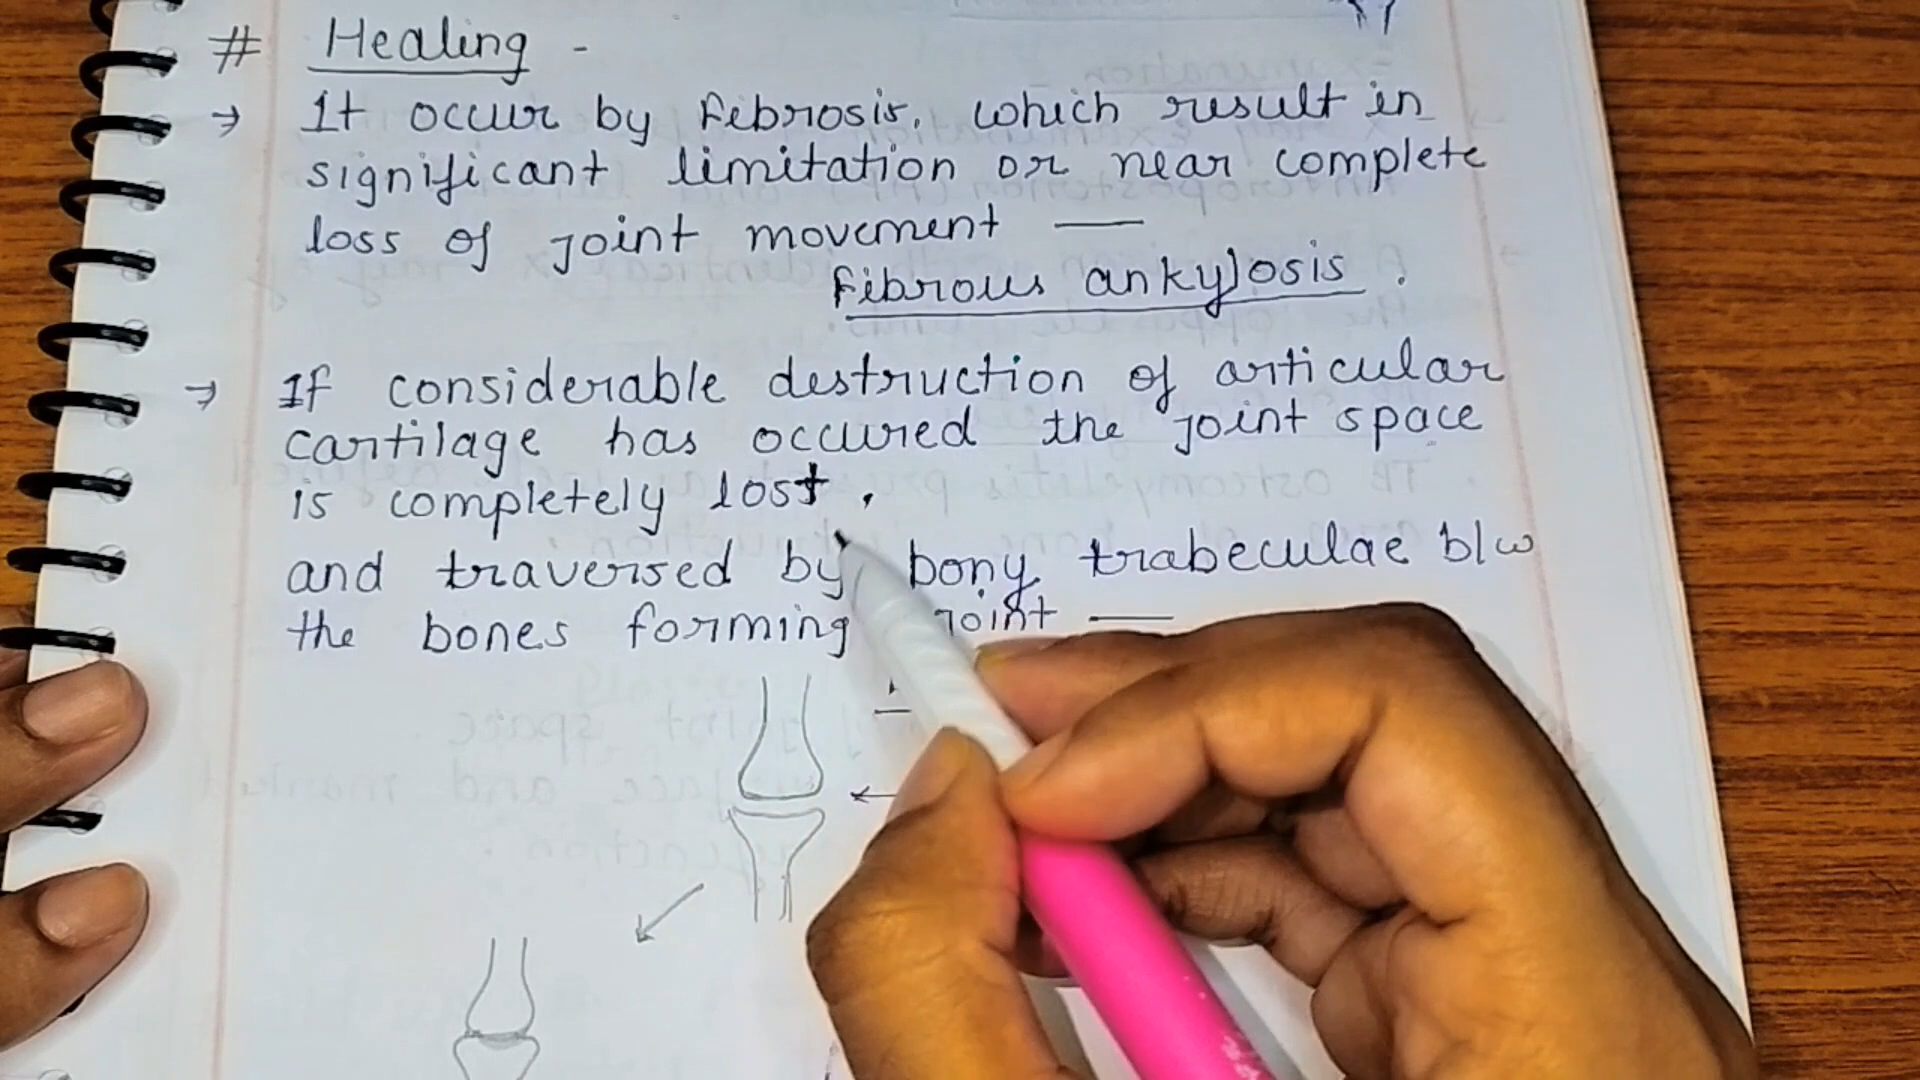 # Healing -
→ It occur by Fibrosis, which result in
significant limitation or near complete
loss of joint movement —
Fibrous ankylosis.
→ If considerable destruction of articular
cartilage has occured the joint space
is completely lost,
and traversed by bony trabeculae b/w
the bones forming joint —